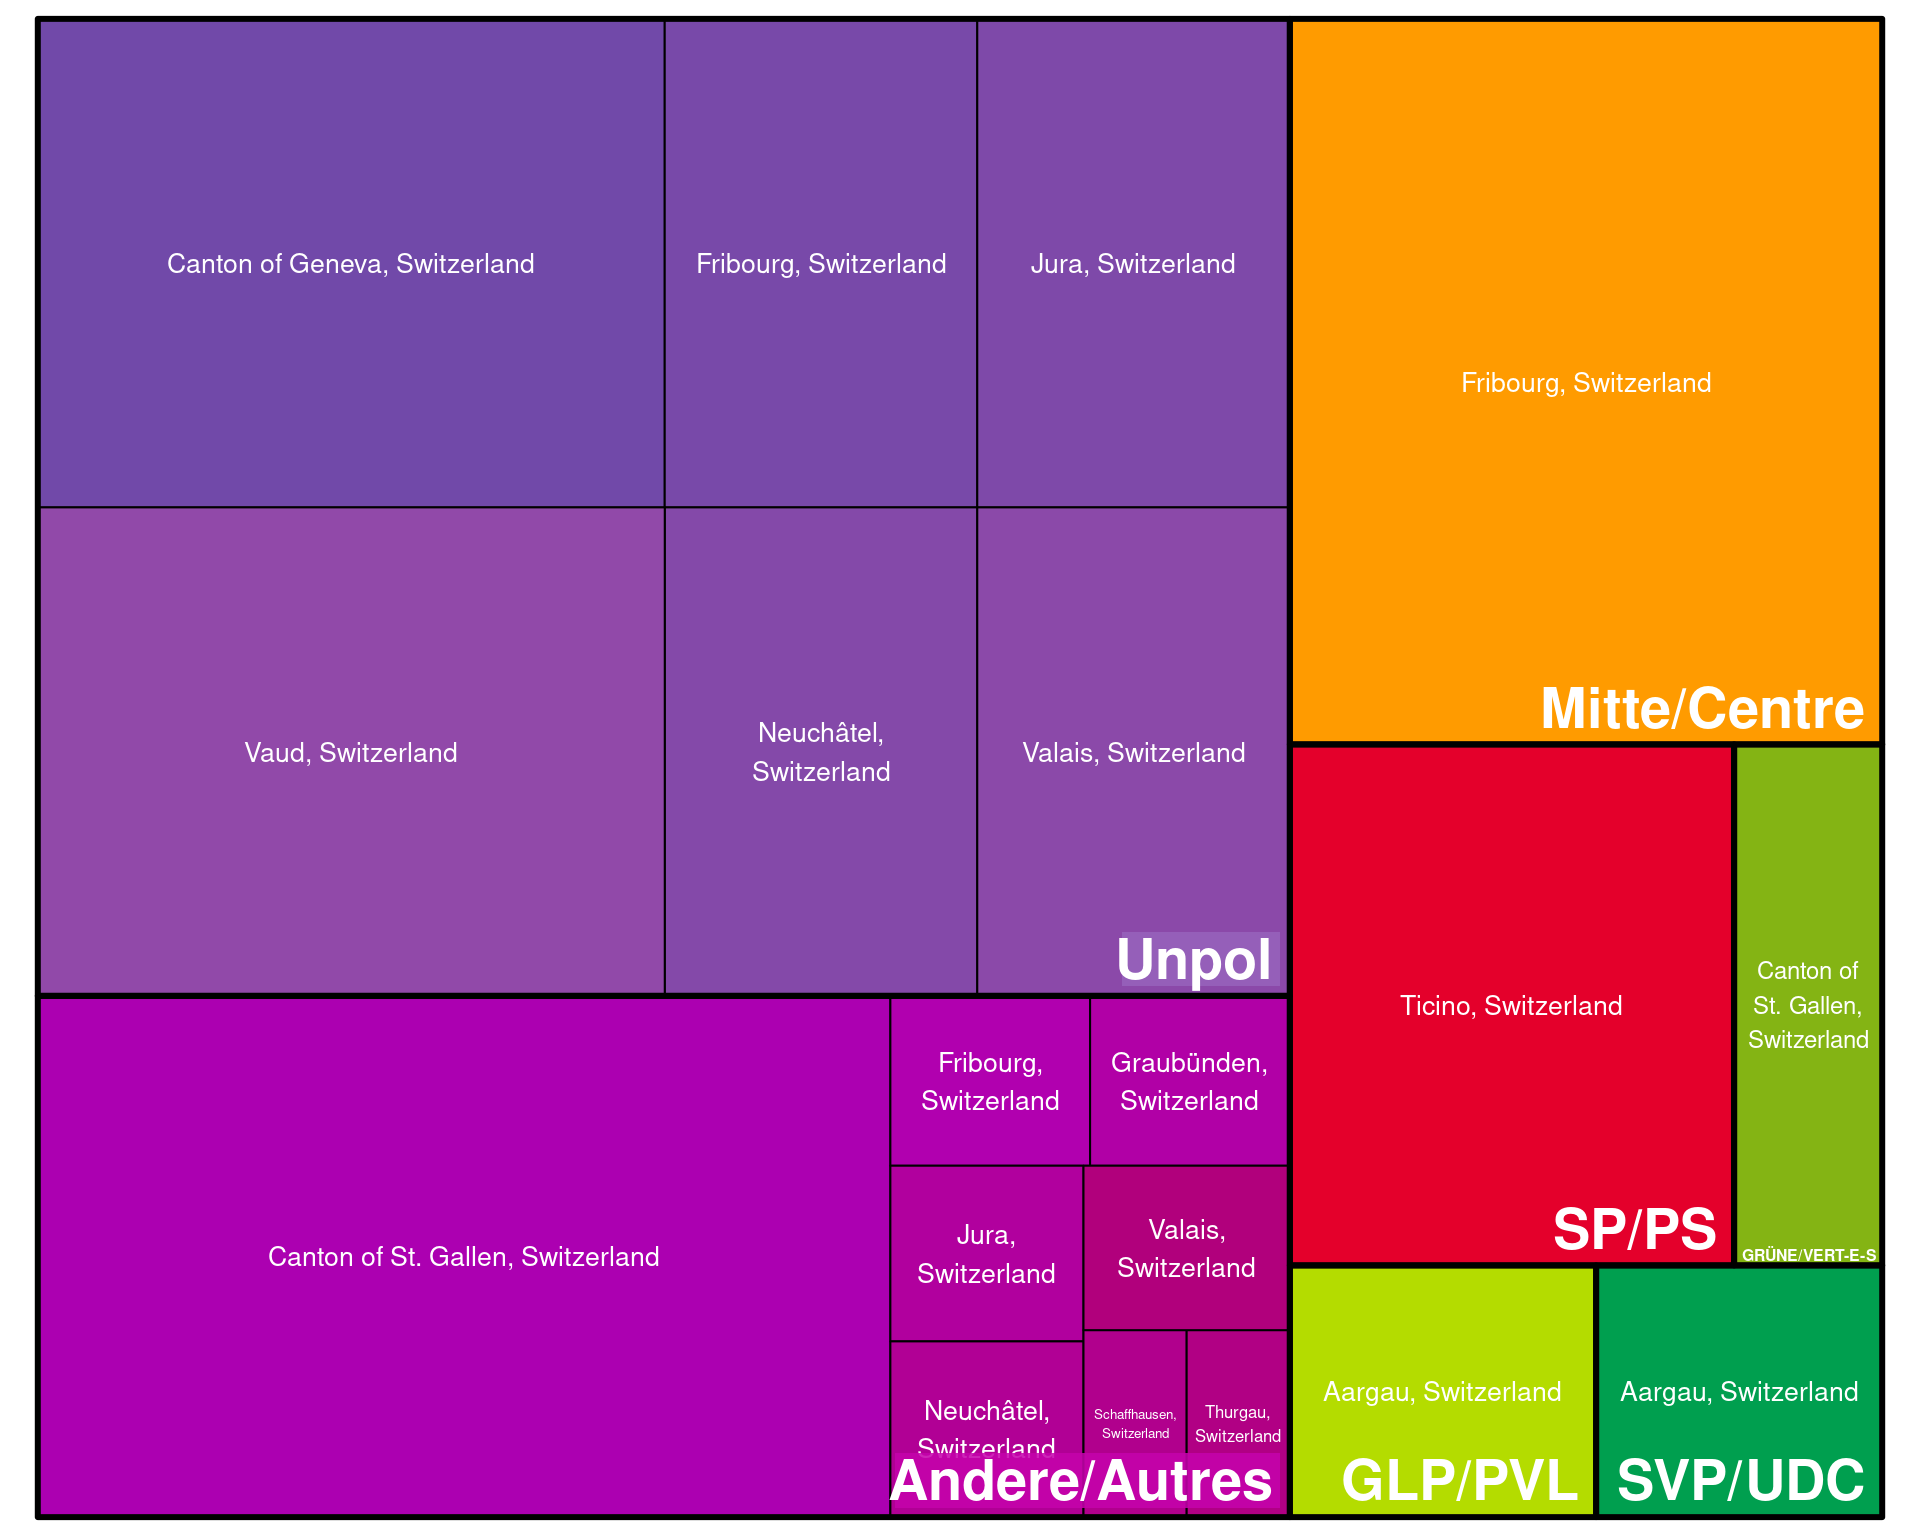 Canton of Geneva, Switzerland
Fribourg, Switzerland
Jura, Switzerland
Vaud, Switzerland
Neuchâtel,
Switzerland
Valais, Switzerland
Unpol
Canton of St. Gallen, Switzerland
Fribourg,
Switzerland
Graubünden,
Switzerland
Jura,
Switzerland
Valais,
Switzerland
Neuchâtel,
Switzerland
Schaffhausen,
Switzerland
Thurgau,
Switzerland
Andere/Autres
Fribourg, Switzerland
Mitte/Centre
Ticino, Switzerland
SP/PS
Canton of
St. Gallen,
Switzerland
GRÜNE/VERT-E-S
Aargau, Switzerland
GLP/PVL
Aargau, Switzerland
SVP/UDC